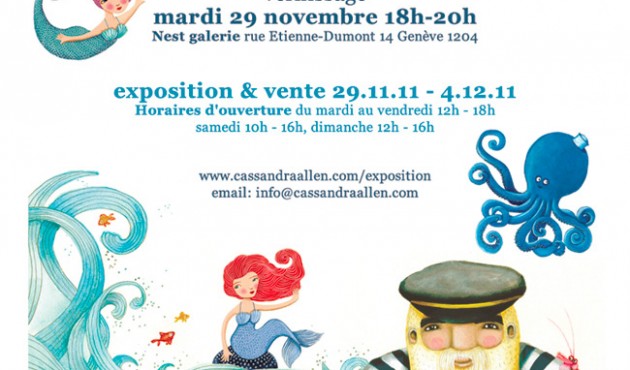 mardi 29 novembre 18h-20h
Nest galerie rue Etienne-Dumont 14 Genève 1204
exposition & vente 29.11.11 - 4.12.11
Horaires d'ouverture du mardi au vendredi 12h - 18h
samedi 10h - 16h, dimanche 12h - 16h
www.cassandraallen.com/exposition
email: info@cassandraallen.com